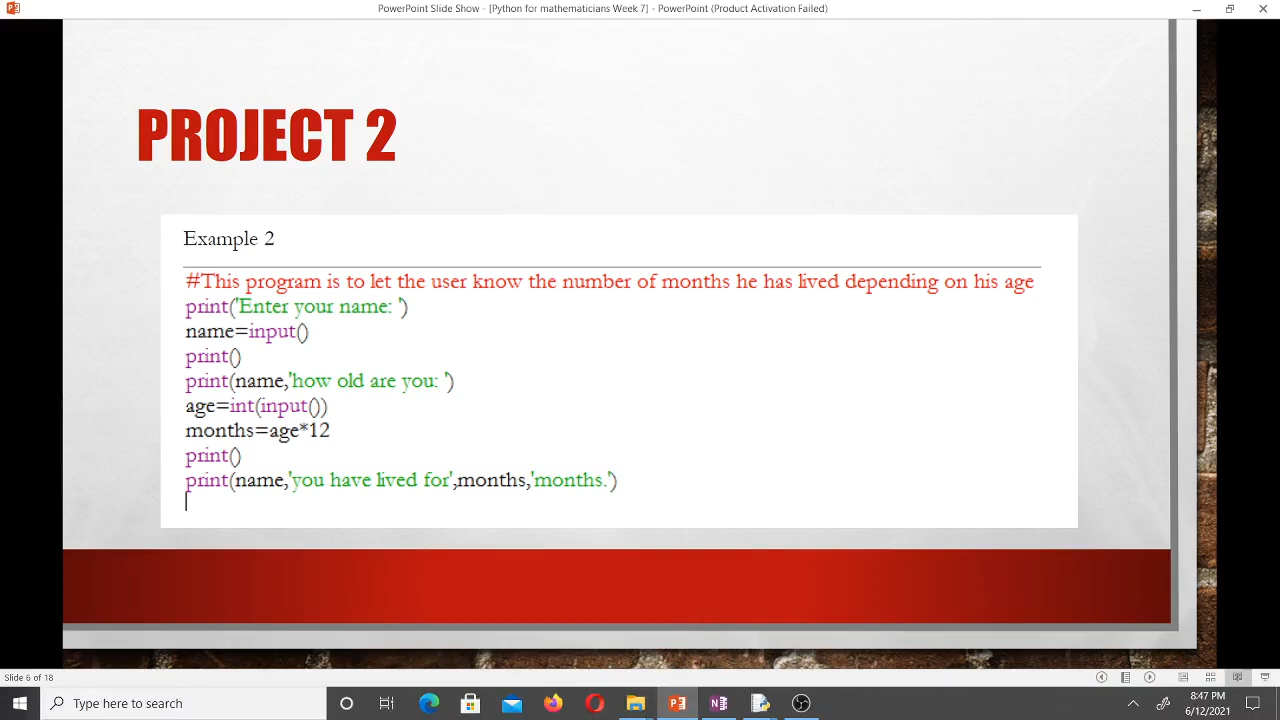 PowerPoint Slide Show - [Python for mathematicians Week 7] - PowerPoint (Product Activation Failed)
PROJECT 2
Example 2
#This program is to let the user know the number of months he has lived depending on his age
print('Enter your name: ')
name=input()
print()
print(name,'how old are you: ')
age=int(input())
months=age*12
print()
print(name,'you have lived for',months,'months.')
Slide 6 of 18
Type here to search
8:47 PM
6/12/2021